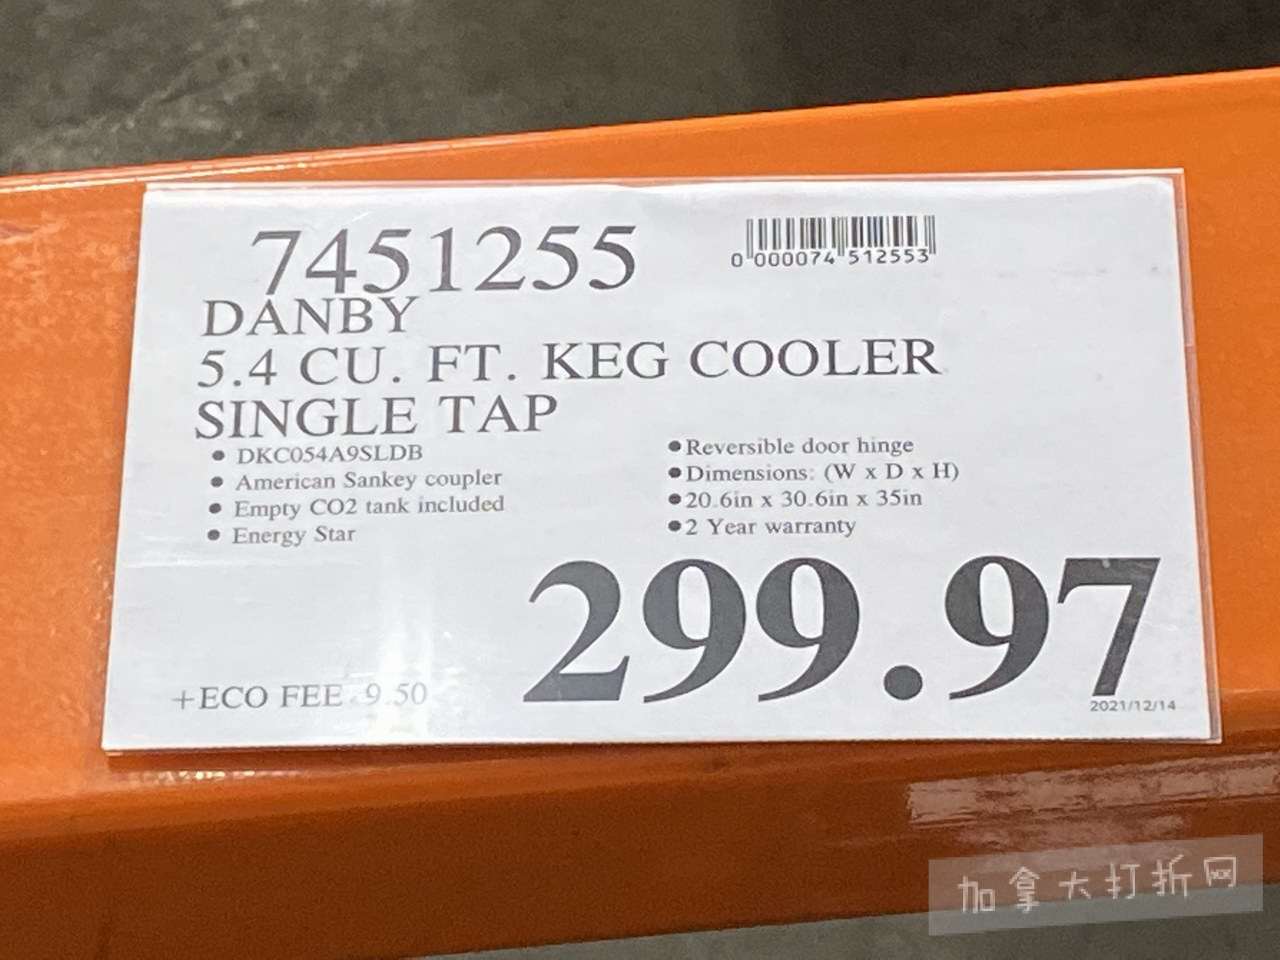 7451255
0 000074 512553
DANBY
5.4 CU. FT. KEG COOLER
SINGLE TAP
• DKC054A9SLDB
• American Sankey coupler
• Empty CO2 tank included
• Energy Star
• Reversible door hinge
• Dimensions: (W x D x H)
• 20.6in x 30.6in x 35in
• 2 Year warranty
299.97
+ECO FEE 9.50
2021/12/14
加拿大打折网